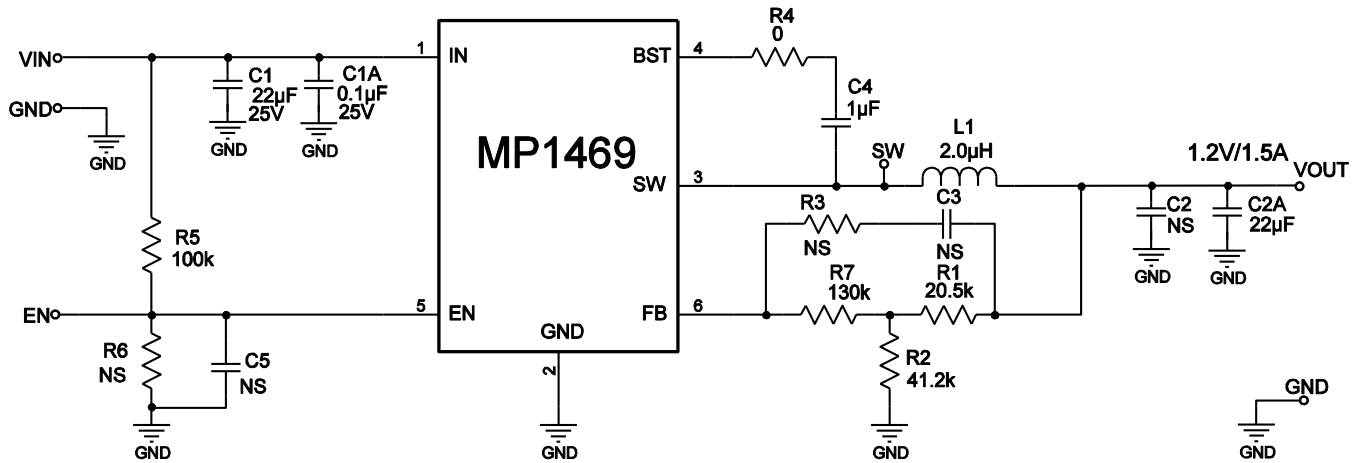 R4
0
VIN
1
IN
BST
4
C1
22µF
25V
C1A
0.1µF
25V
C4
1µF
GND
GND
GND
GND
MP1469
L1
2.0µH
SW
SW
3
1.2V/1.5A
VOUT
R3
NS
C3
NS
C2
NS
C2A
22µF
GND
GND
R5
100k
R7
130k
R1
20.5k
EN
5
EN
FB
6
GND
2
R6
NS
C5
NS
R2
41.2k
GND
GND
GND
GND
GND